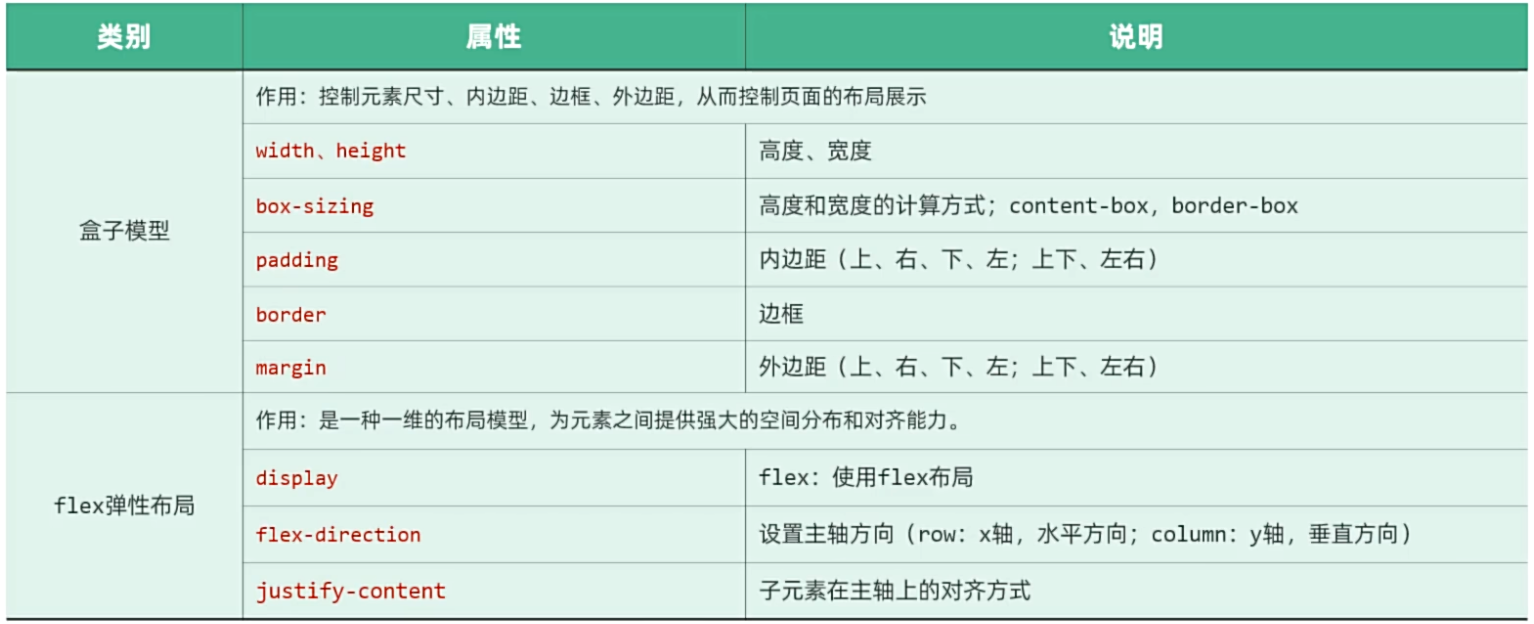 类别 属性 说明
作用：控制元素尺寸、内边距、边框、外边距，从而控制页面的布局展示
width、height 高度、宽度
box-sizing 高度和宽度的计算方式；content-box，border-box
盒子模型
padding 内边距（上、右、下、左；上下、左右）
border 边框
margin 外边距（上、右、下、左；上下、左右）
作用：是一种一维的布局模型，为元素之间提供强大的空间分布和对齐能力。
display flex：使用flex布局
flex弹性布局
flex-direction 设置主轴方向（row：x轴，水平方向；column：y轴，垂直方向）
justify-content 子元素在主轴上的对齐方式